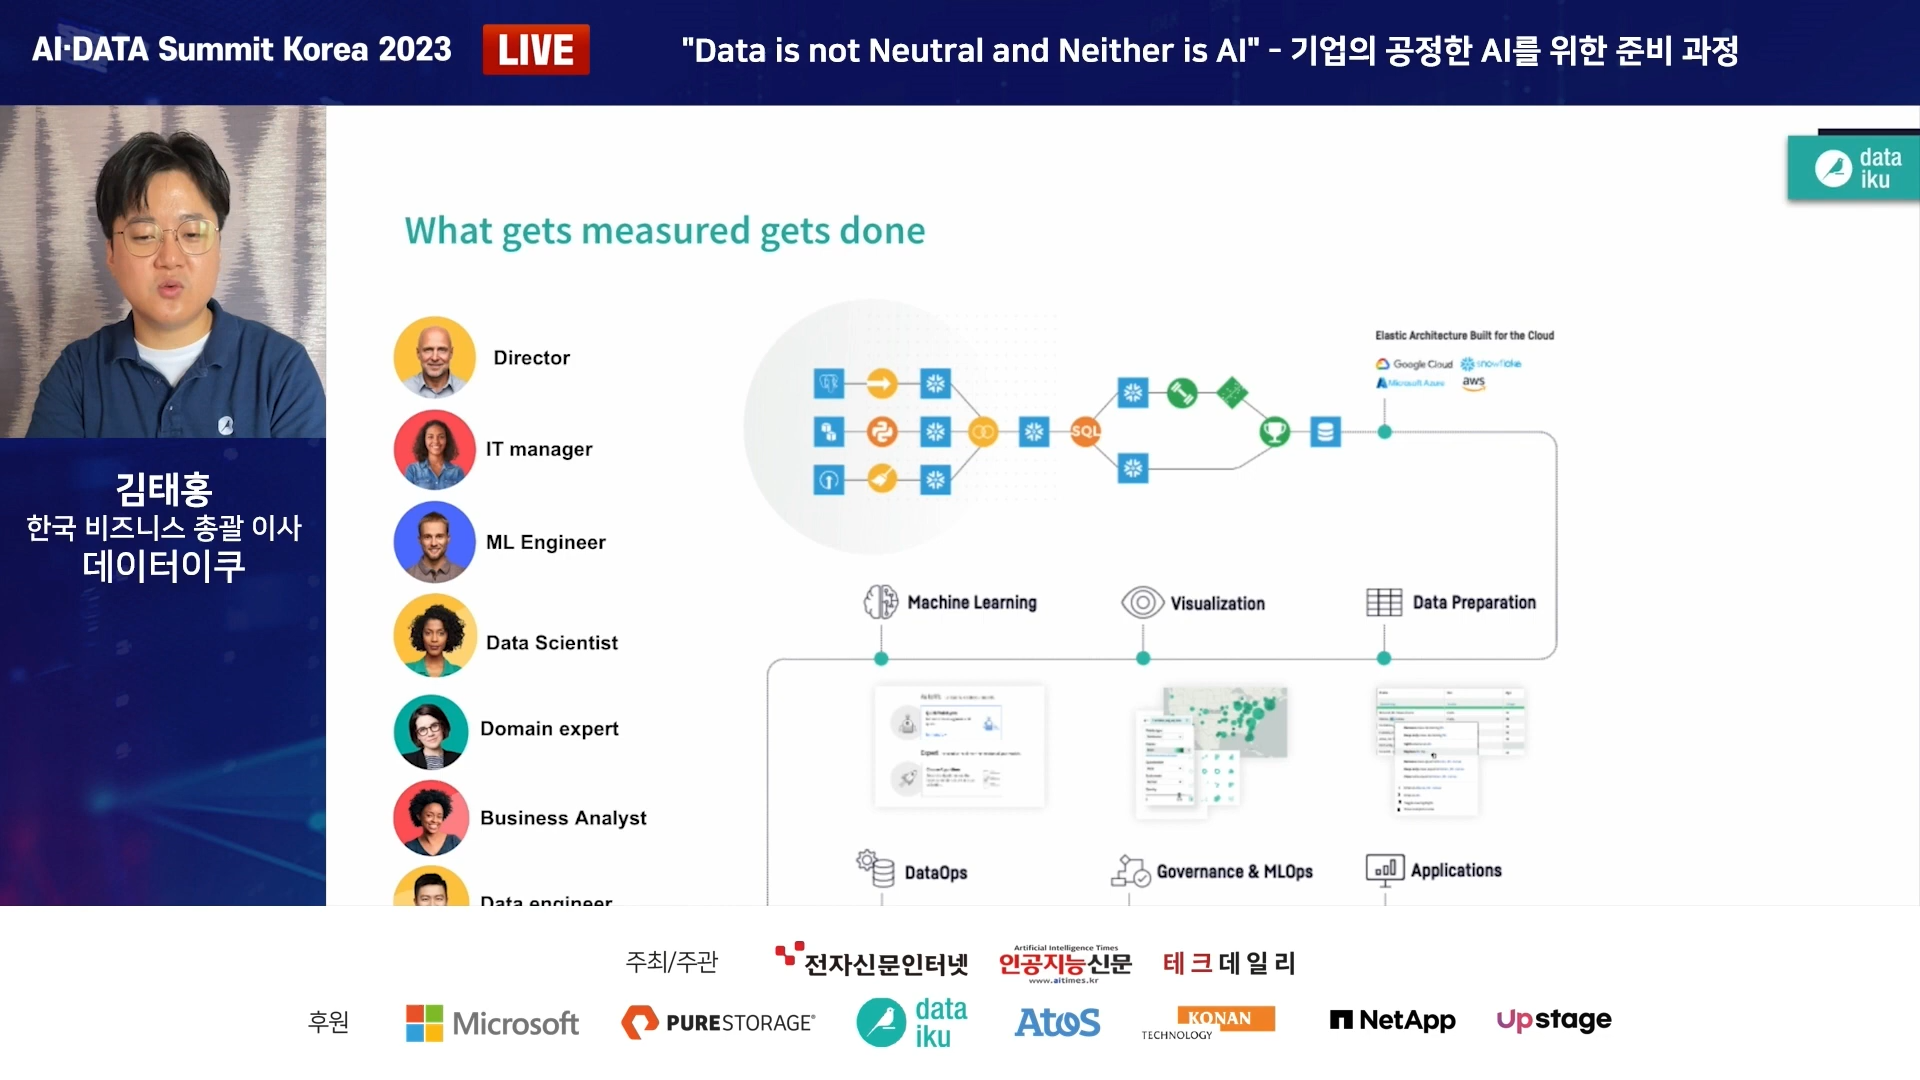 AI·DATA Summit Korea 2023
LIVE
"Data is not Neutral and Neither is AI" - 기업의 공정한 AI를 위한 준비 과정
data
iku
What gets measured gets done
Director
IT manager
ML Engineer
Data Scientist
Domain expert
Business Analyst
Data engineer
SQL
Elastic Architecture Built for the Cloud
Google Cloud
snowflake
Microsoft Azure
aws
Machine Learning
Visualization
Data Preparation
DataOps
Governance & MLOps
Applications
김태홍
한국 비즈니스 총괄 이사
데이터이쿠
주최/주관
전자신문인터넷
Artificial Intelligence Times
인공지능신문
www.aitimes.kr
테크데일리
후원
Microsoft
PURESTORAGE
data
iku
Atos
KONAN
TECHNOLOGY
NetApp
Upstage